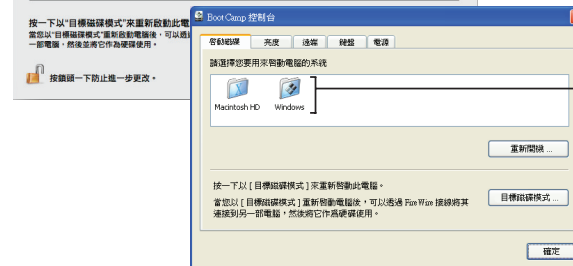 按一下以"目標磁碟模式"來重新啟動此電
當您以"目標磁碟模式"重新啟動電腦後，可以透
一部電腦，然後並將它作為硬碟使用。
按鎖頭一下防止進一步更改。
Boot Camp 控制台
啟動磁碟
亮度
遠端
鍵盤
電源
請選擇您要用來啟動電腦的系統
Macintosh HD
Windows
重新開機 ...
按一下以 [ 目標磁碟模式 ] 來重新啟動此電腦。
當您以 [ 目標磁碟模式 ] 重新啟動電腦後，可以透過 FireWire 接線將其
連接到另一部電腦，然後將它作為硬碟使用。
目標磁碟模式 ...
確定